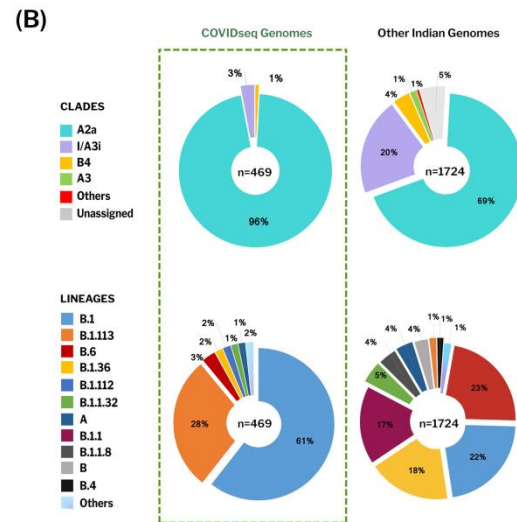 (B)
COVIDseq Genomes
Other Indian Genomes
CLADES
A2a
I/A3i
B4
A3
Others
Unassigned
3%
1%
n=469
96%
1%
1%
5%
4%
20%
n=1724
69%
LINEAGES
B.1
B.1.113
B.6
B.1.36
B.1.112
B.1.1.32
A
B.1.1
B.1.1.8
B
B.4
Others
2%
1%
2%
1%
2%
3%
28%
n=469
61%
4%
4%
4%
1%
1%
1%
5%
23%
17%
n=1724
18%
22%